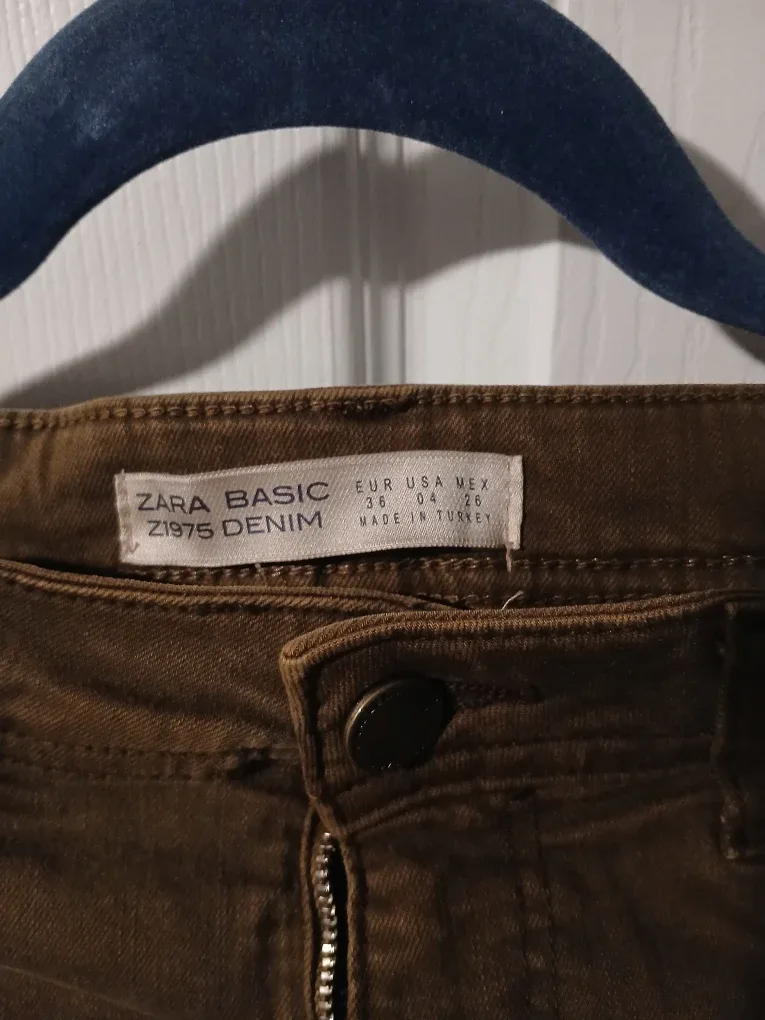 ZARA BASIC
Z1975 DENIM
EUR USA MEX
36 04 26
MADE IN TURKEY